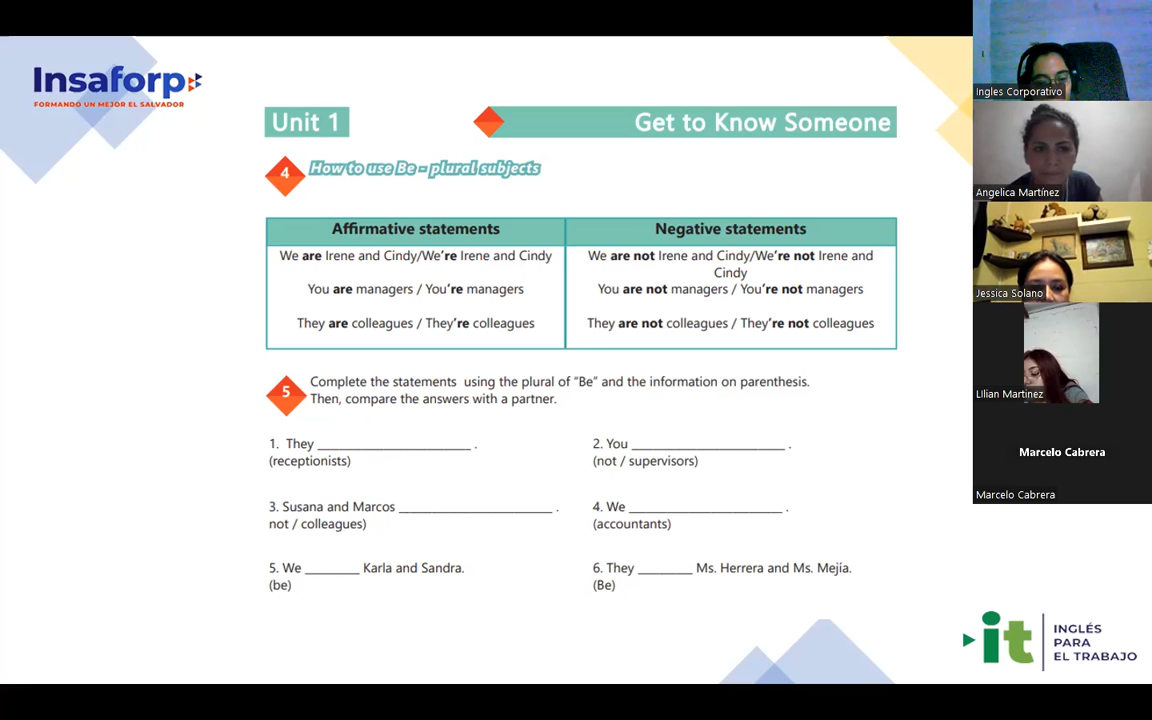 Insaforp
FORMANDO UN MEJOR EL SALVADOR
Unit 1
Get to Know Someone
4
How to use Be - plural subjects
Affirmative statements
Negative statements
We are Irene and Cindy/We're Irene and Cindy
You are managers / You're managers
They are colleagues / They're colleagues
We are not Irene and Cindy/We're not Irene and
Cindy
You are not managers / You're not managers
They are not colleagues / They're not colleagues
5
Complete the statements using the plural of "Be" and the information on parenthesis.
Then, compare the answers with a partner.
1. They ______________________ .
(receptionists)
2. You ______________________ .
(not / supervisors)
3. Susana and Marcos ______________________ .
not / colleagues)
4. We ______________________ .
(accountants)
5. We ________ Karla and Sandra.
(be)
6. They ________ Ms. Herrera and Ms. Mejía.
(Be)
it
INGLÉS
PARA
EL TRABAJO
Ingles Corporativo
Angelica Martínez
Jessica Solano
LIlian Martinez
Marcelo Cabrera
Marcelo Cabrera